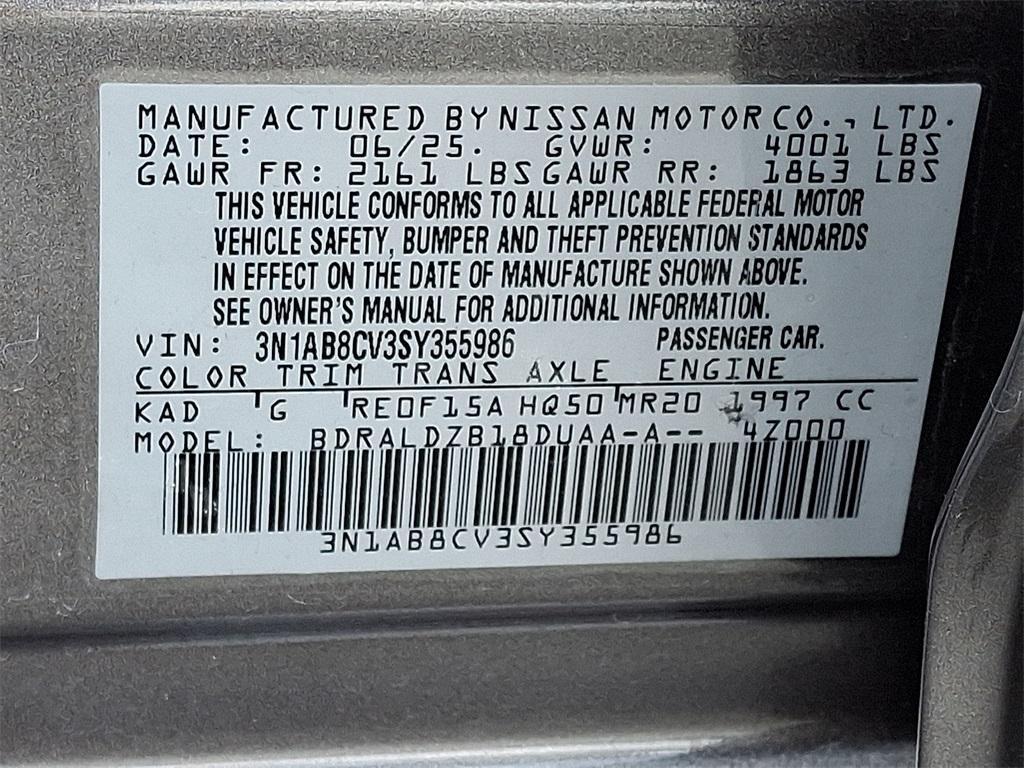 MANUFACTURED BY NISSAN MOTOR CO., LTD.
DATE: 06/25. GVWR: 4001 LBS
GAWR FR: 2161 LBS GAWR RR: 1863 LBS
THIS VEHICLE CONFORMS TO ALL APPLICABLE FEDERAL MOTOR
VEHICLE SAFETY, BUMPER AND THEFT PREVENTION STANDARDS
IN EFFECT ON THE DATE OF MANUFACTURE SHOWN ABOVE.
SEE OWNER'S MANUAL FOR ADDITIONAL INFORMATION.
VIN: 3N1AB8CV3SY355986 PASSENGER CAR.
COLOR TRIM TRANS AXLE ENGINE
KAD G RE0F15A HQ50 MR20 1997 CC
MODEL: BDRALDZB18DUAA-A-- 4Z000
3N1AB8CV3SY355986